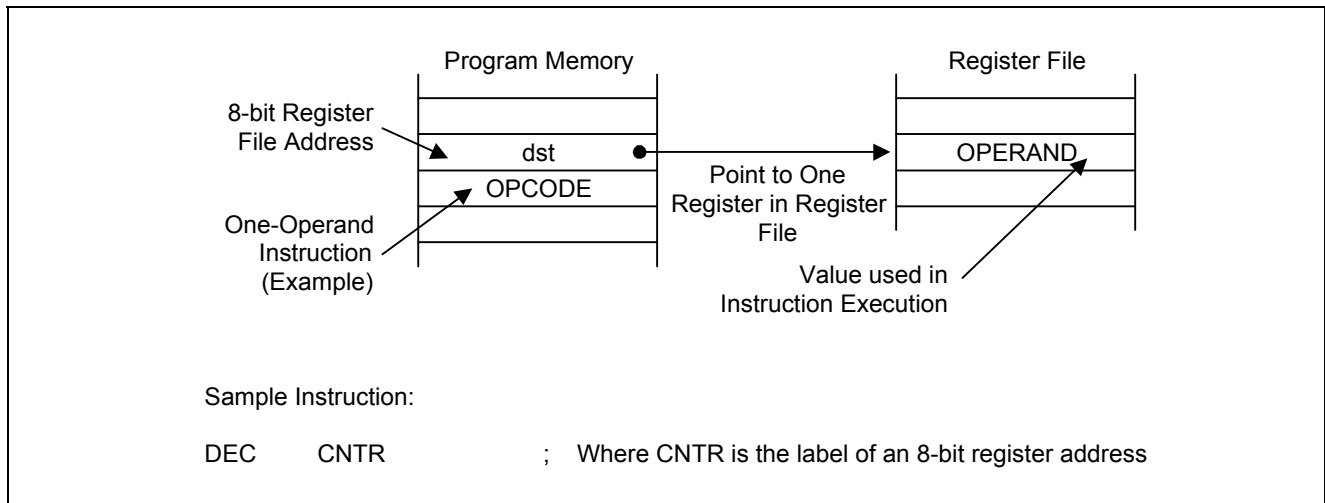 Program Memory
Register File
8-bit Register
File Address
dst
OPERAND
OPCODE
Point to One
Register in Register
File
One-Operand
Instruction
(Example)
Value used in
Instruction Execution
Sample Instruction:
DEC CNTR ; Where CNTR is the label of an 8-bit register address